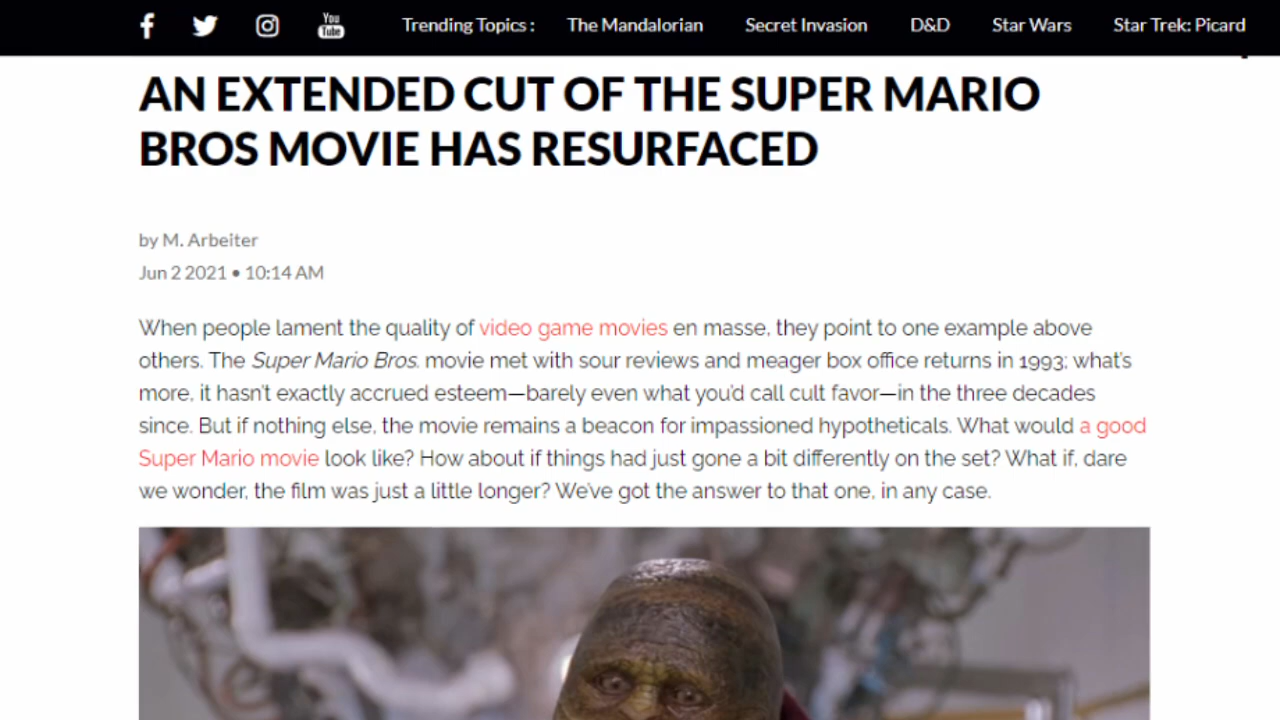 You Tube Trending Topics : The Mandalorian Secret Invasion D&D Star Wars Star Trek: Picard
AN EXTENDED CUT OF THE SUPER MARIO
BROS MOVIE HAS RESURFACED
by M. Arbeiter
Jun 2 2021 • 10:14 AM
When people lament the quality of video game movies en masse, they point to one example above
others. The Super Mario Bros. movie met with sour reviews and meager box office returns in 1993; what's
more, it hasn't exactly accrued esteem—barely even what you'd call cult favor—in the three decades
since. But if nothing else, the movie remains a beacon for impassioned hypotheticals. What would a good
Super Mario movie look like? How about if things had just gone a bit differently on the set? What if, dare
we wonder, the film was just a little longer? We've got the answer to that one, in any case.